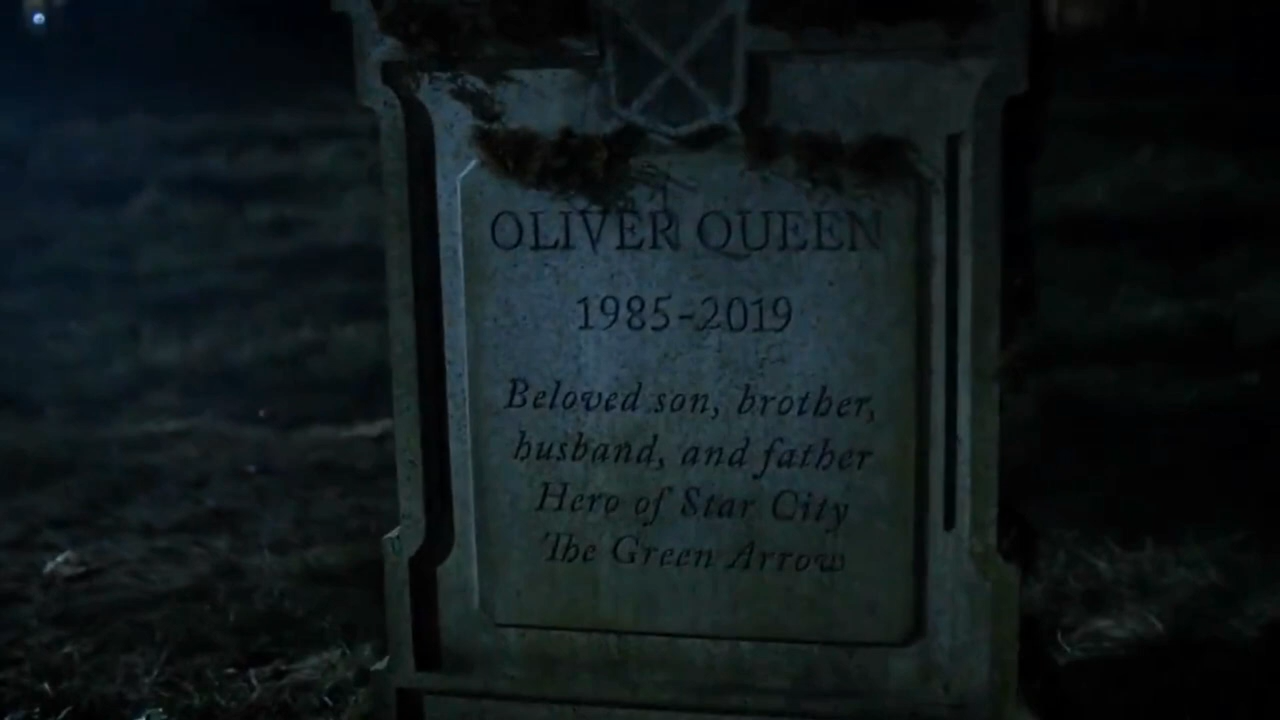 OLIVER QUEEN
1985-2019
Beloved son, brother,
husband, and father
Hero of Star City
The Green Arrow